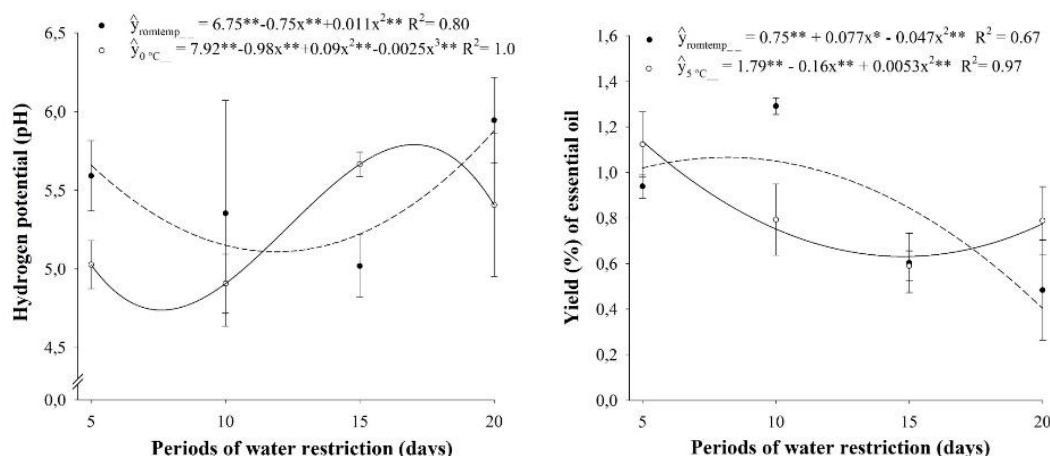 ŷromtemp_ _ = 6.75**-0.75x**+0.011x²** R²= 0.80
ŷ0 °C__ = 7.92**-0.98x**+0.09x²**-0.0025x³** R²= 1.0
Hydrogen potential (pH)
6,5
6,0
5,5
5,0
4,5
0,0
5
10
15
20
Periods of water restriction (days)
ŷromtemp_ _ = 0.75** + 0.077x* - 0.047x²** R²= 0.67
ŷ5 °C__ = 1.79** - 0.16x** + 0.0053x²** R²= 0.97
Yield (%) of essential oil
1,6
1,4
1,2
1,0
0,8
0,6
0,4
0,2
0,0
5
10
15
20
Periods of water restriction (days)